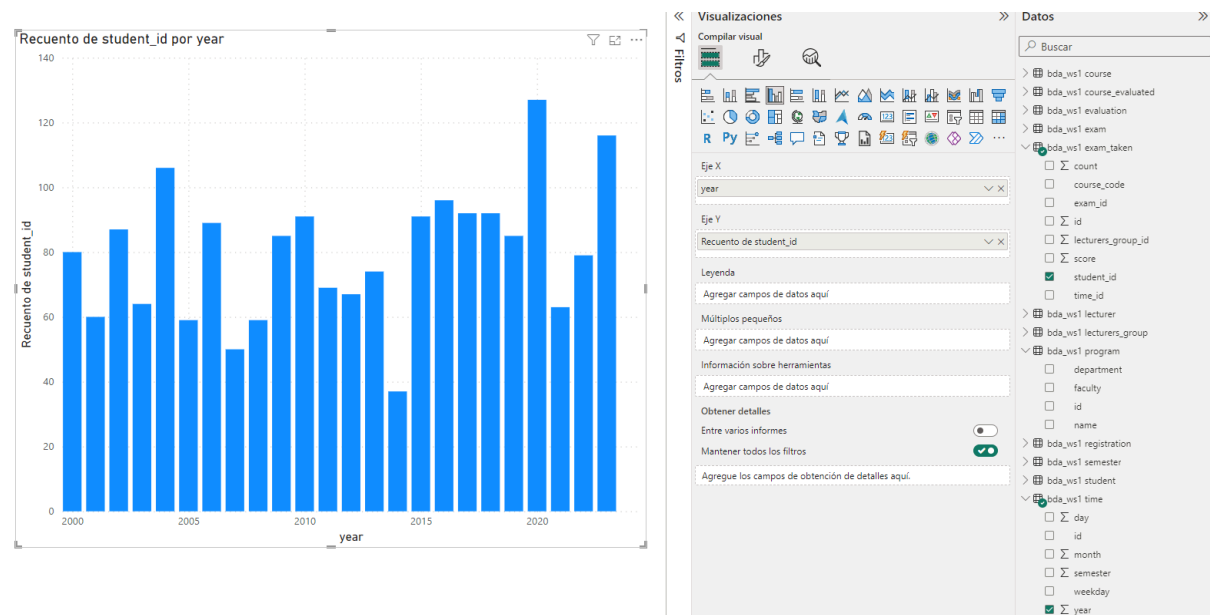 Recuento de student_id por year
140
120
100
80
60
40
20
0
Recuento de student_id
2000
2005
2010
2015
2020
year
Filtros
Visualizaciones
Compilar visual
123
R Py
Eje X
year
Eje Y
Recuento de student_id
Leyenda
Agregar campos de datos aquí
Múltiplos pequeños
Agregar campos de datos aquí
Información sobre herramientas
Agregar campos de datos aquí
Obtener detalles
Entre varios informes
Mantener todos los filtros
Agregue los campos de obtención de detalles aquí.
Datos
Buscar
bda_ws1 course
bda_ws1 course_evaluated
bda_ws1 evaluation
bda_ws1 exam
bda_ws1 exam_taken
∑ count
course_code
exam_id
∑ id
∑ lecturers_group_id
∑ score
student_id
time_id
bda_ws1 lecturer
bda_ws1 lecturers_group
bda_ws1 program
department
faculty
id
name
bda_ws1 registration
bda_ws1 semester
bda_ws1 student
bda_ws1 time
∑ day
id
∑ month
∑ semester
weekday
∑ year